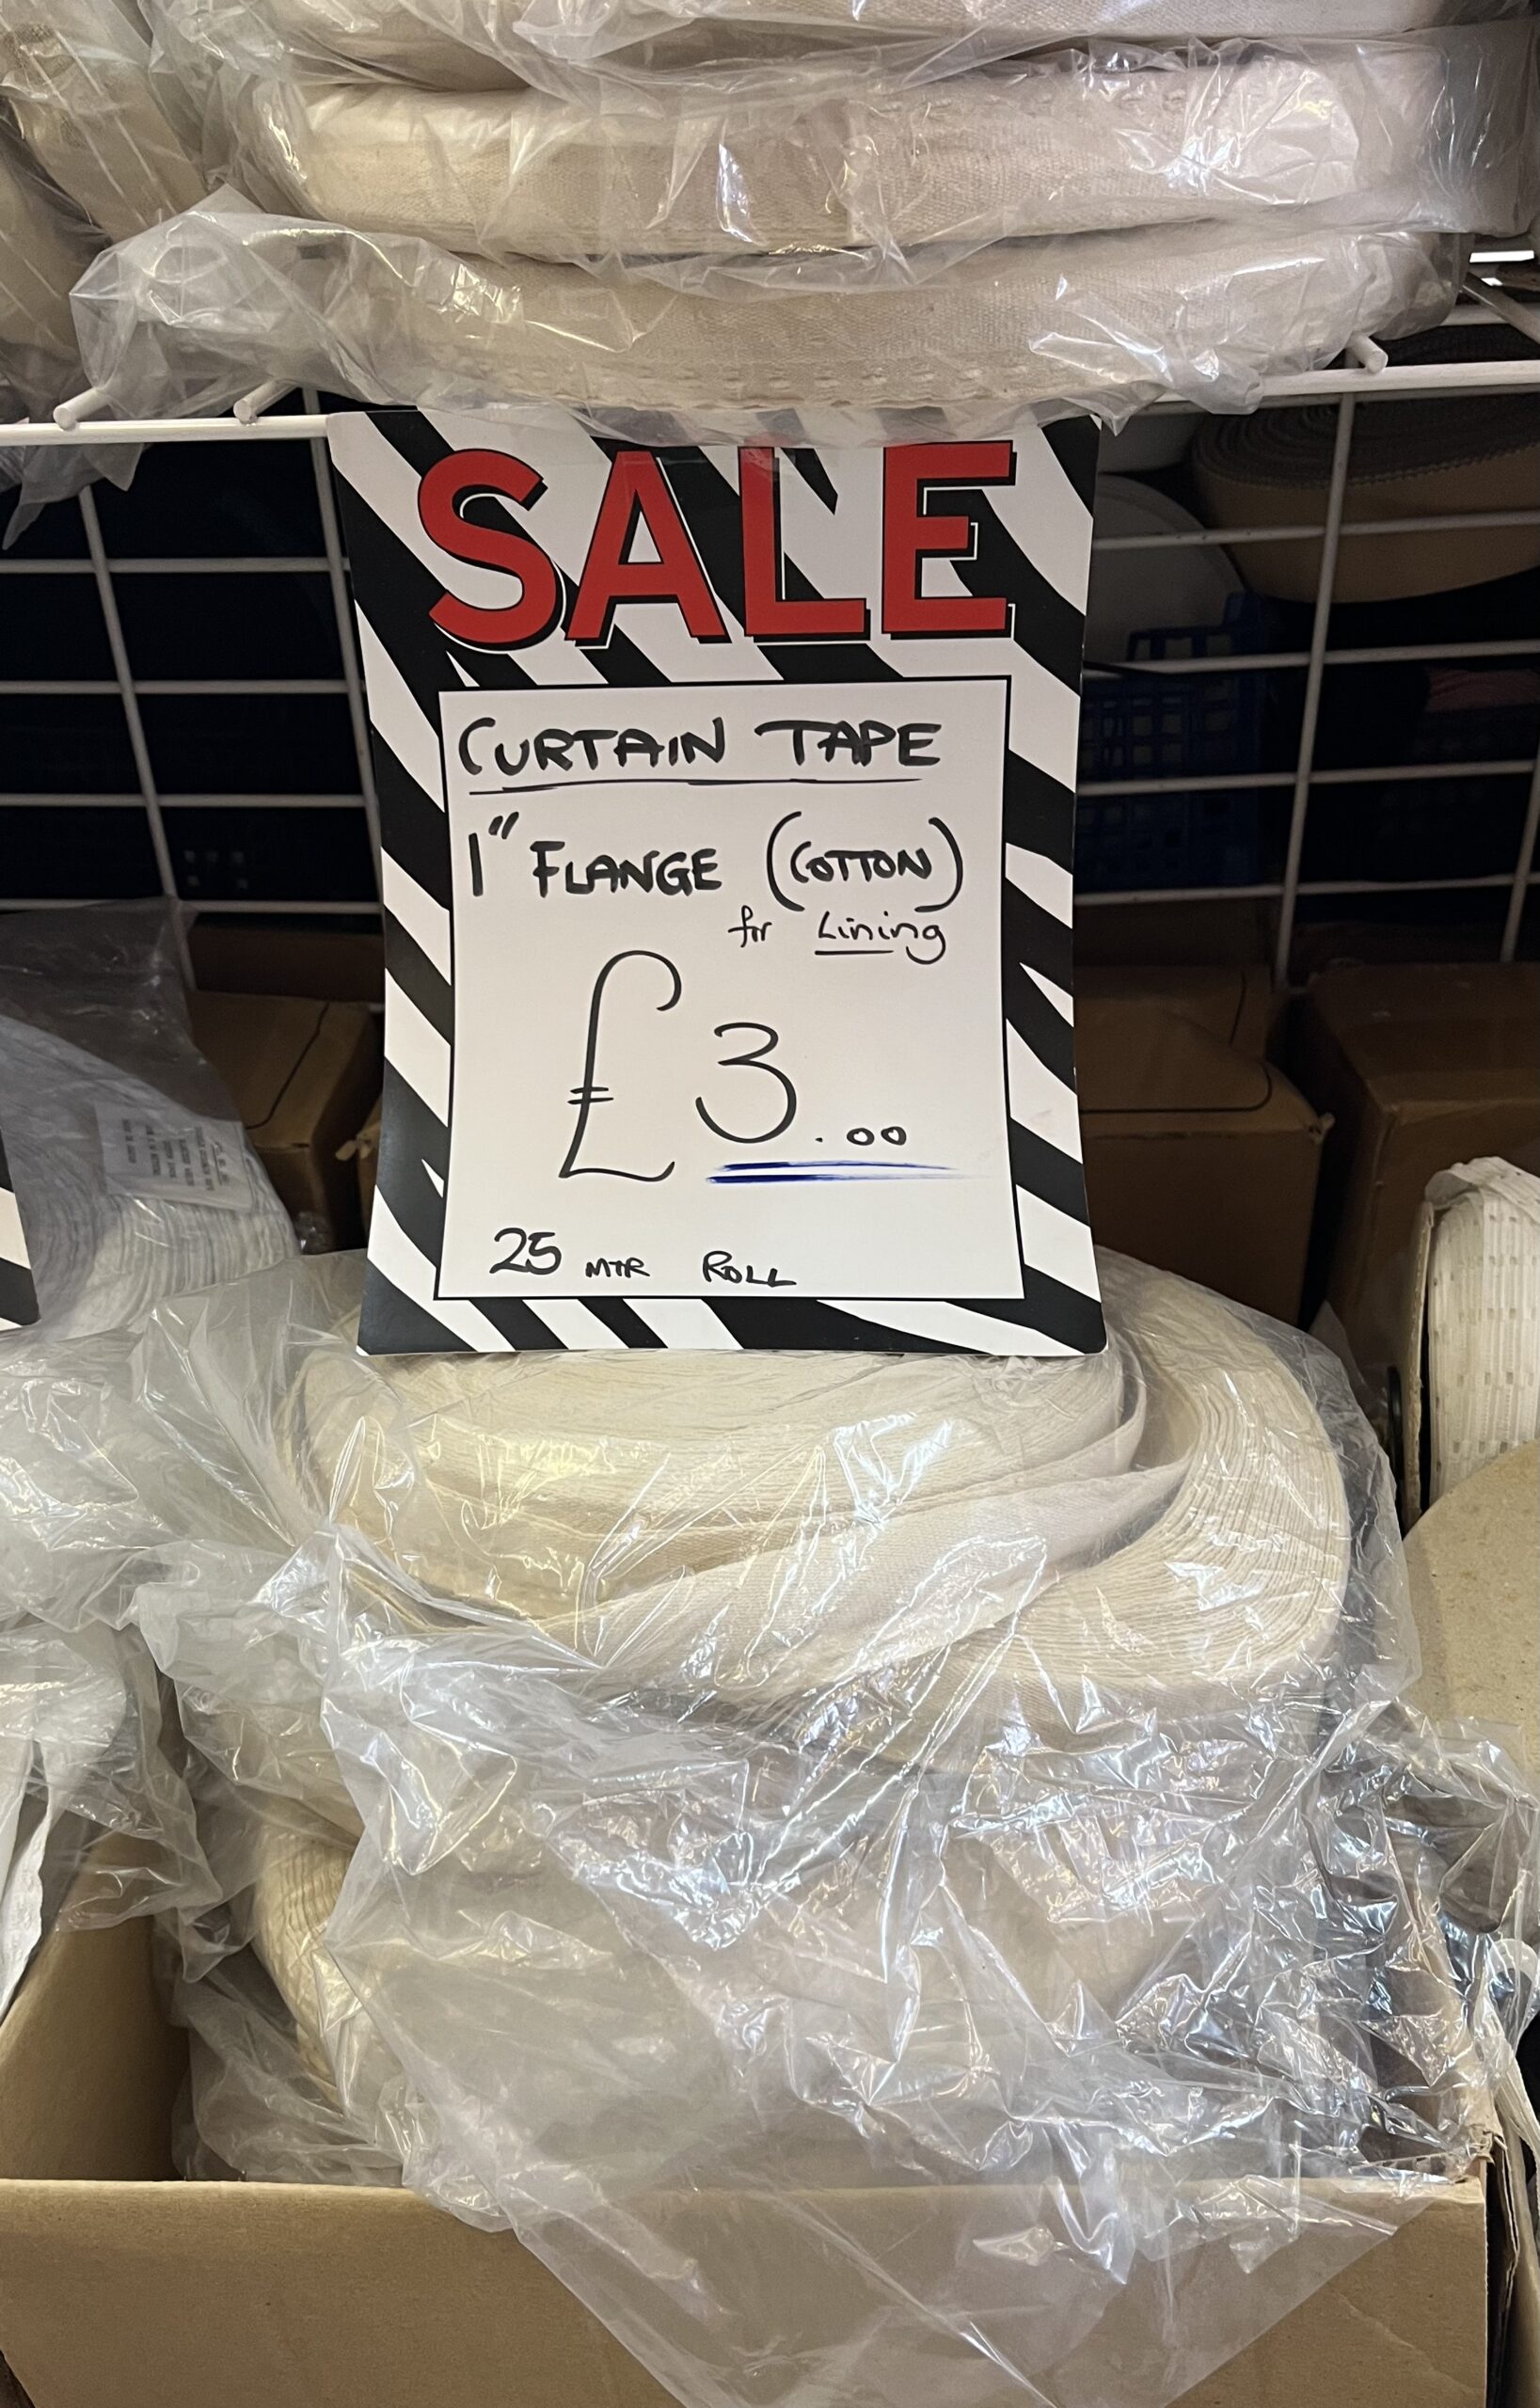 SALE
CURTAIN TAPE
1" FLANGE (COTTON)
for Lining
£3.00
25 MTR ROLL